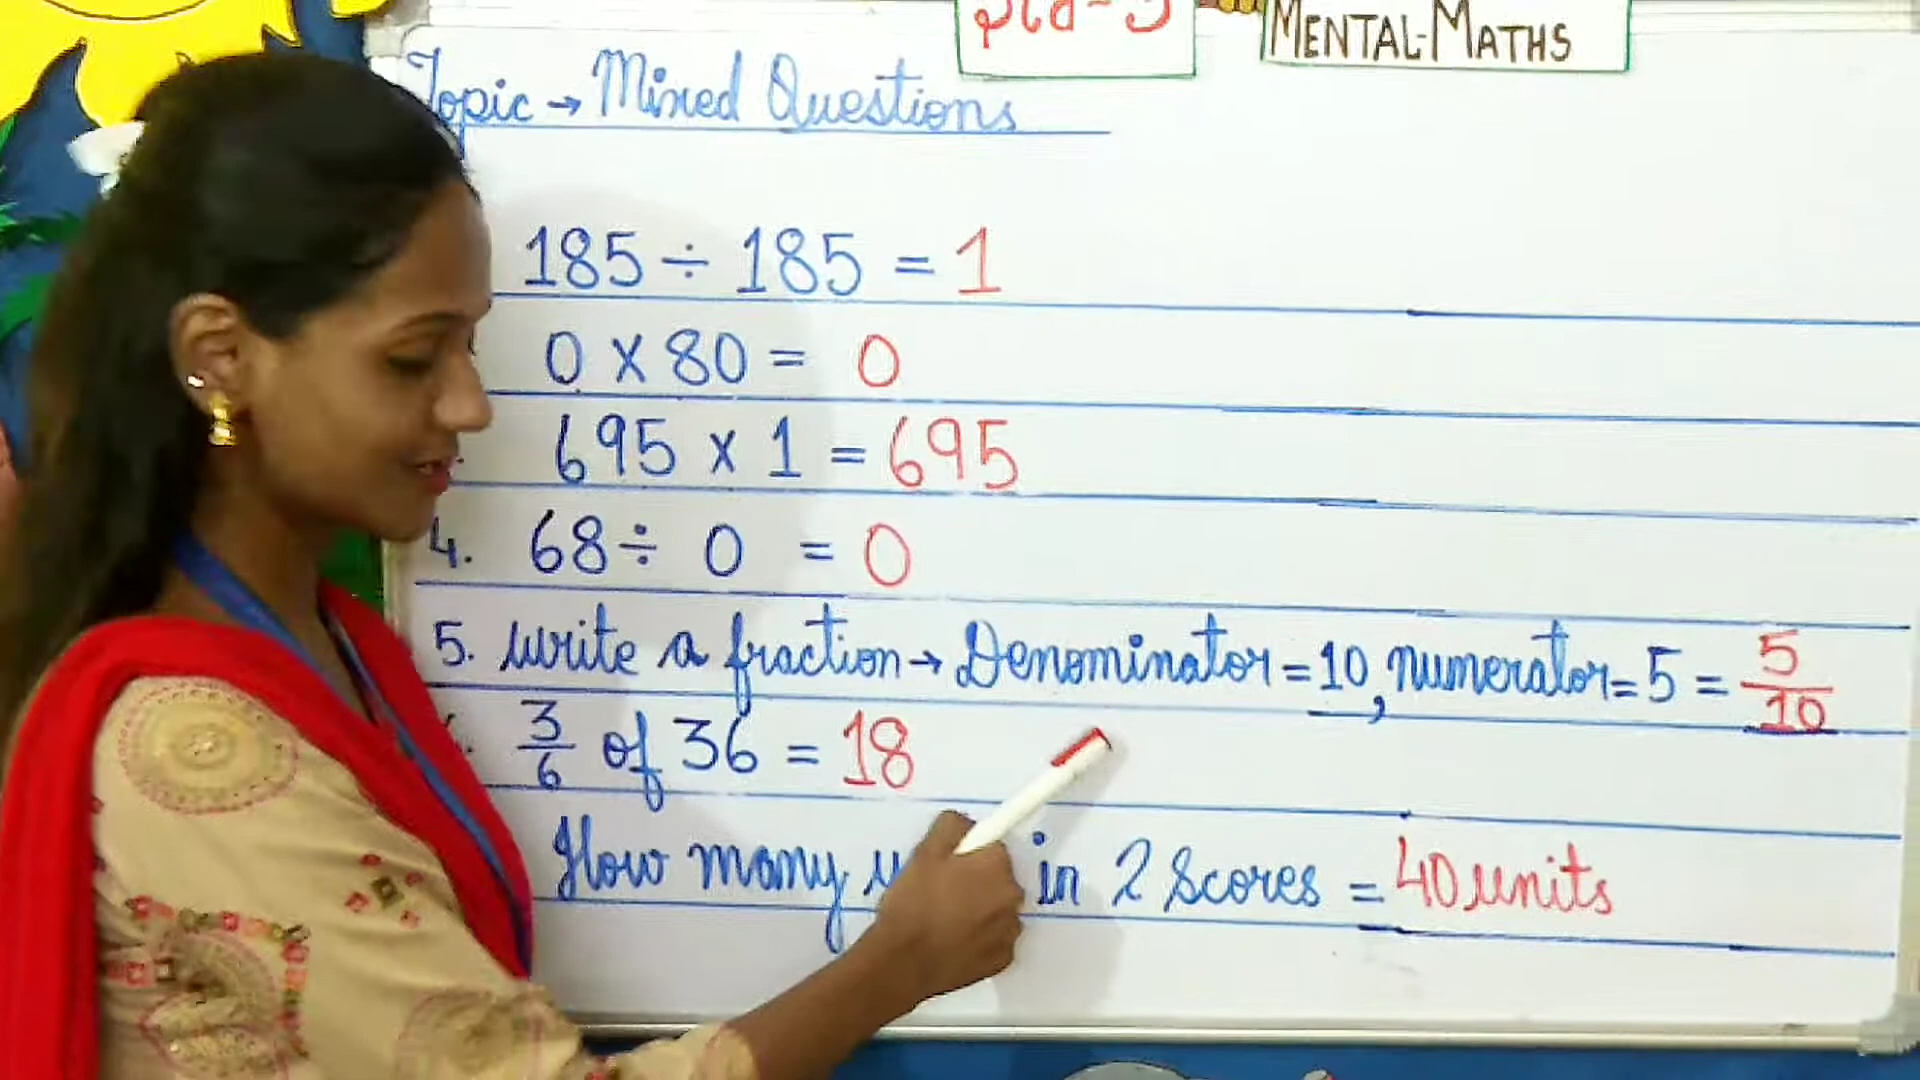 Std-5
MENTAL-MATHS
Topic → Mixed Questions
185 ÷ 185 = 1
0 x 80 = 0
695 x 1 = 695
4. 68 ÷ 0 = 0
5. Write a fraction → Denominator = 10, numerator = 5 = 5/10
3/6 of 36 = 18
How many in 2 Scores = 40 units